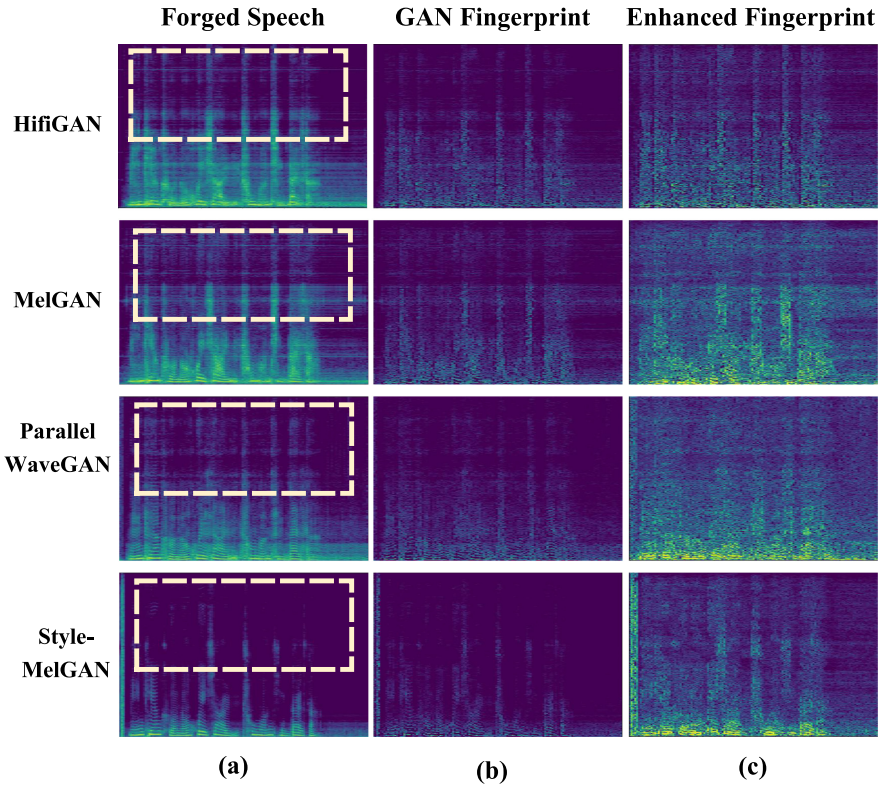 Forged Speech GAN Fingerprint Enhanced Fingerprint
HifiGAN
MelGAN
Parallel
WaveGAN
Style-
MelGAN
(a) (b) (c)